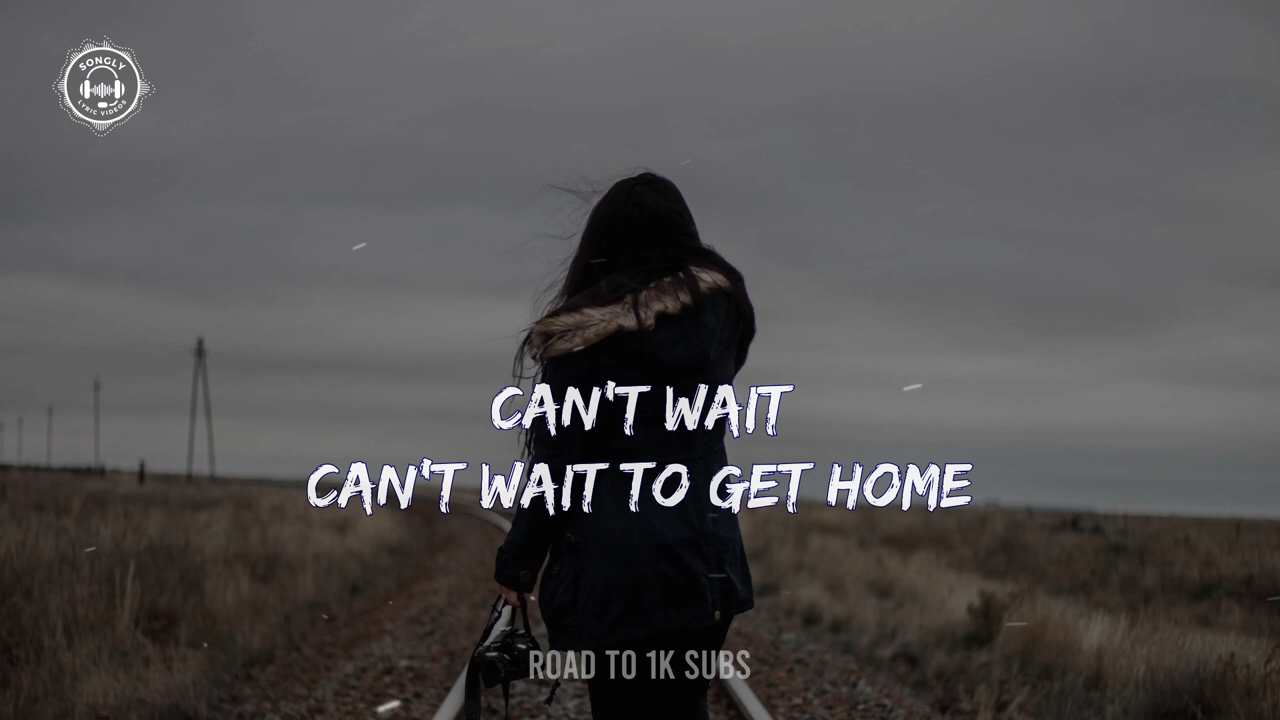 SONGLY
LYRIC VIDEOS
CAN'T WAIT
CAN'T WAIT TO GET HOME
ROAD TO 1K SUBS